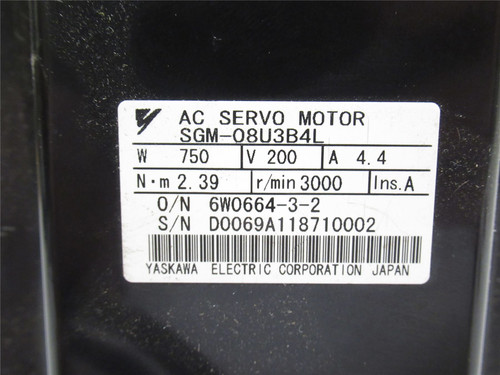 AC SERVO MOTOR
SGM-08U3B4L
W 750 V 200 A 4.4
N·m 2.39 r/min 3000 Ins.A
O/N 6W0664-3-2
S/N D0069A118710002
YASKAWA ELECTRIC CORPORATION JAPAN